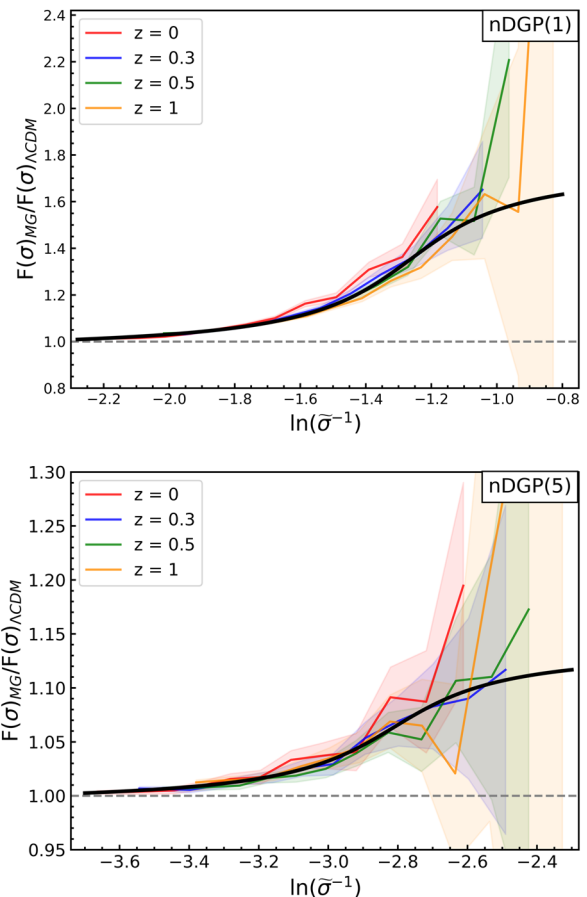 nDGP(1)
z = 0
z = 0.3
z = 0.5
z = 1
F(σ)MG/F(σ)ΛCDM
2.4
2.2
2.0
1.8
1.6
1.4
1.2
1.0
0.8
−2.2 −2.0 −1.8 −1.6 −1.4 −1.2 −1.0 −0.8
ln(σ̃⁻¹)
nDGP(5)
z = 0
z = 0.3
z = 0.5
z = 1
F(σ)MG/F(σ)ΛCDM
1.30
1.25
1.20
1.15
1.10
1.05
1.00
0.95
−3.6 −3.4 −3.2 −3.0 −2.8 −2.6 −2.4
ln(σ̃⁻¹)